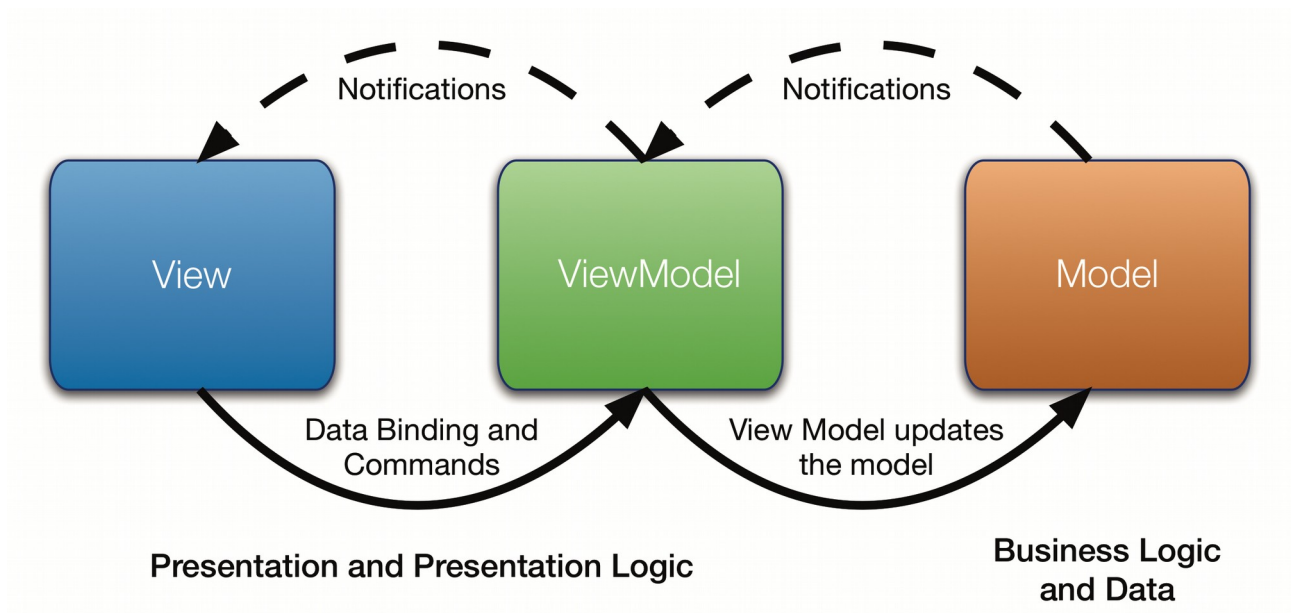 Notifications
Notifications
View
ViewModel
Model
Data Binding and
Commands
View Model updates
the model
Presentation and Presentation Logic
Business Logic
and Data